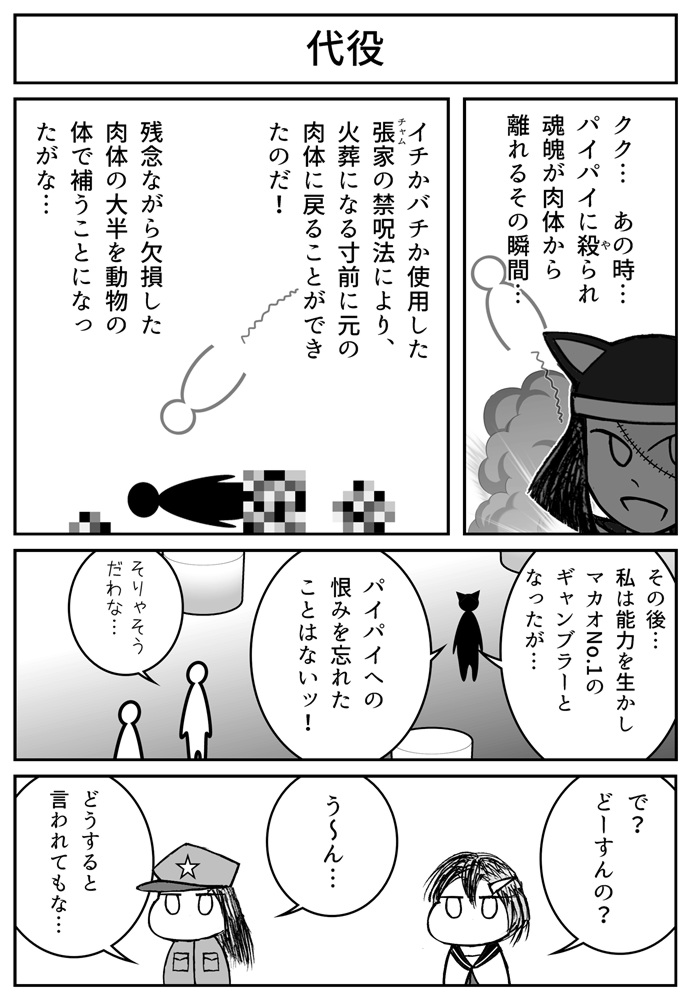 代役
クク… あの時…
パイパイに殺られ
や
魂魄が肉体から
離れるその瞬間…
イチかバチか使用した
張家の禁呪法により、
チャム
火葬になる寸前に元の
肉体に戻ることができ
たのだ！
残念ながら欠損した
肉体の大半を動物の
体で補うことになっ
たがな…
その後…
私は能力を生かし
マカオNo.1の
ギャンブラーと
なったが…
パイパイへの
恨みを忘れた
ことはないッ！
そりゃそう
だわな…
で？
どーすんの？
う～ん…
どうすると
言われてもな…